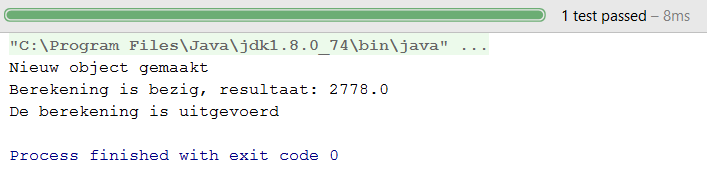 1 test passed – 8ms
"C:\Program Files\Java\jdk1.8.0_74\bin\java" ...
Nieuw object gemaakt
Berekening is bezig, resultaat: 2778.0
De berekening is uitgevoerd
Process finished with exit code 0